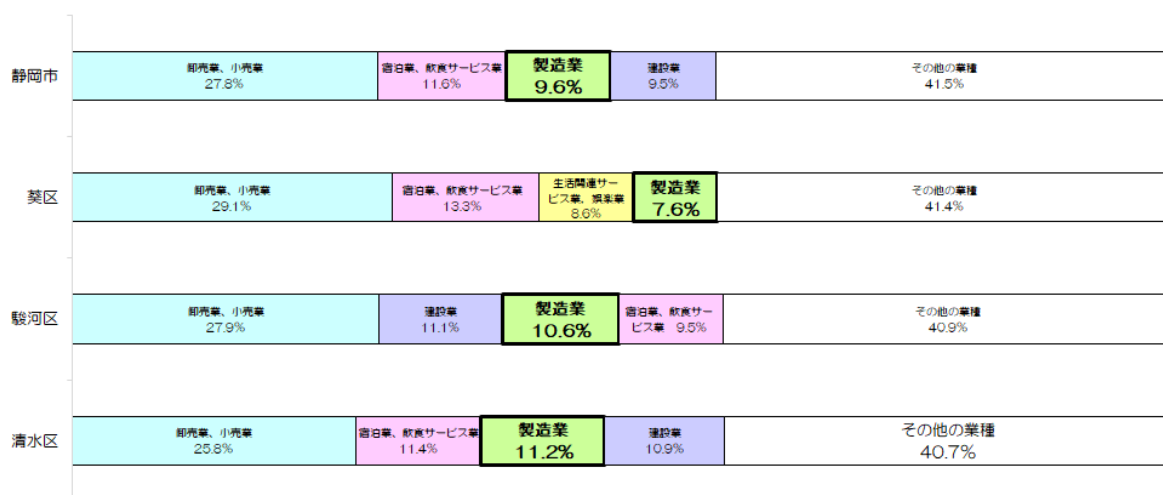 静岡市
卸売業、小売業
27.8%
宿泊業、飲食サービス業
11.6%
製造業
9.6%
建設業
9.5%
その他の業種
41.5%
葵区
卸売業、小売業
29.1%
宿泊業、飲食サービス業
13.3%
生活関連サー
ビス業、娯楽業
8.6%
製造業
7.6%
その他の業種
41.4%
駿河区
卸売業、小売業
27.9%
建設業
11.1%
製造業
10.6%
宿泊業、飲食サー
ビス業 9.5%
その他の業種
40.9%
清水区
卸売業、小売業
25.8%
宿泊業、飲食サービス業
11.4%
製造業
11.2%
建設業
10.9%
その他の業種
40.7%